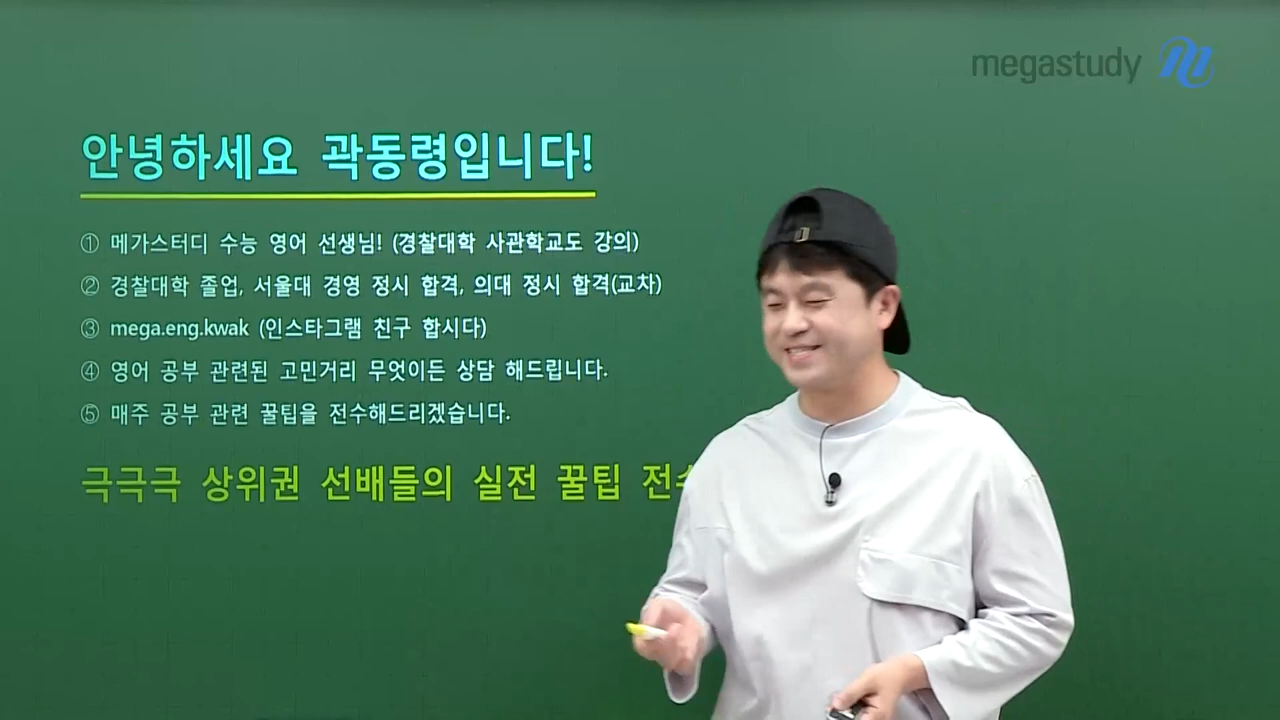 megastudy
안녕하세요 곽동령입니다!
① 메가스터디 수능 영어 선생님! (경찰대학 사관학교도 강의)
② 경찰대학 졸업, 서울대 경영 정시 합격, 의대 정시 합격(교차)
③ mega.eng.kwak (인스타그램 친구 합시다)
④ 영어 공부 관련된 고민거리 무엇이든 상담 해드립니다.
⑤ 매주 공부 관련 꿀팁을 전수해드리겠습니다.
극극극 상위권 선배들의 실전 꿀팁